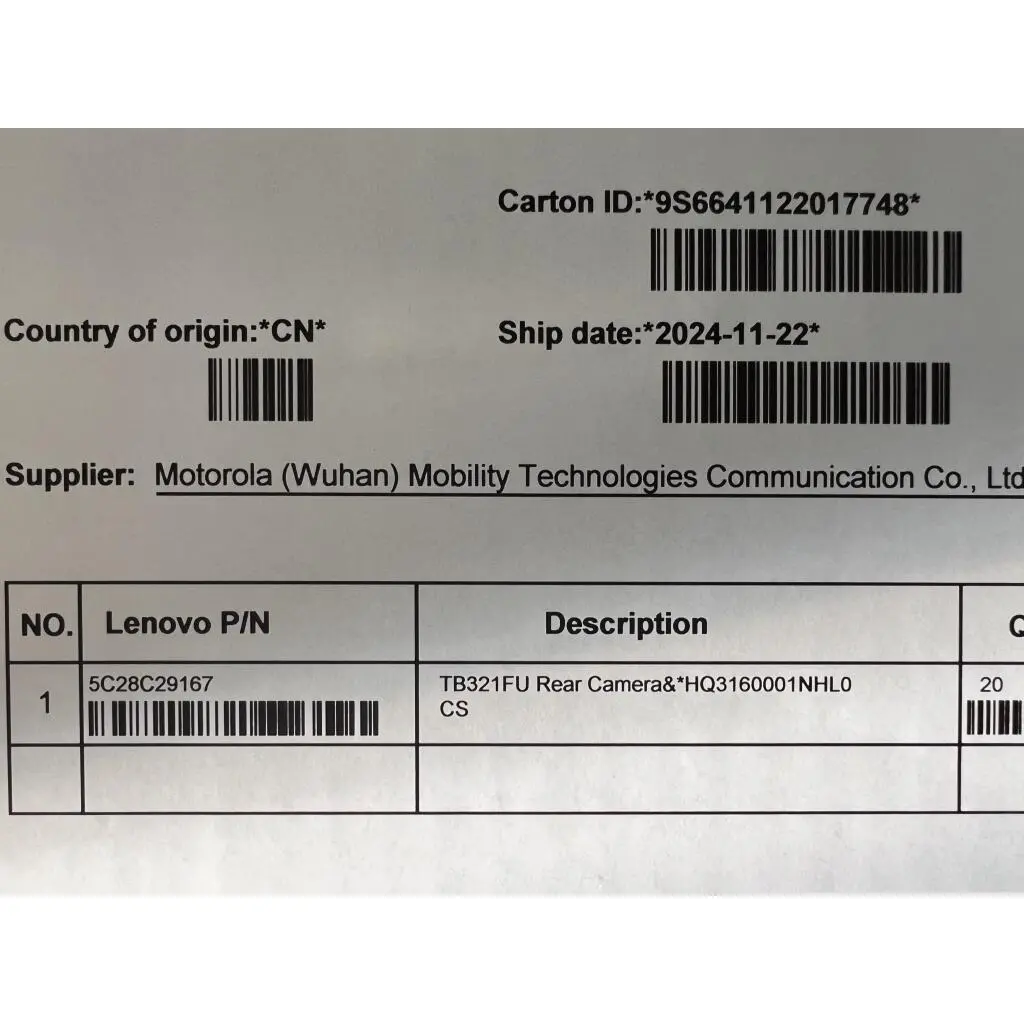 Carton ID:*9S6641122017748*
Country of origin:*CN*
Ship date:*2024-11-22*
Supplier: Motorola (Wuhan) Mobility Technologies Communication Co., Ltd
NO. Lenovo P/N Description Q
1 5C28C29167 TB321FU Rear Camera&*HQ3160001NHL0 20
CS